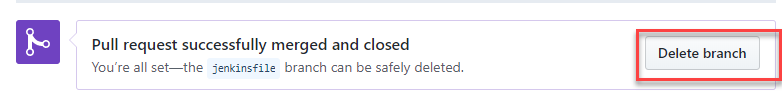 Pull request successfully merged and closed
Delete branch
You're all set—the jenkinsfile branch can be safely deleted.